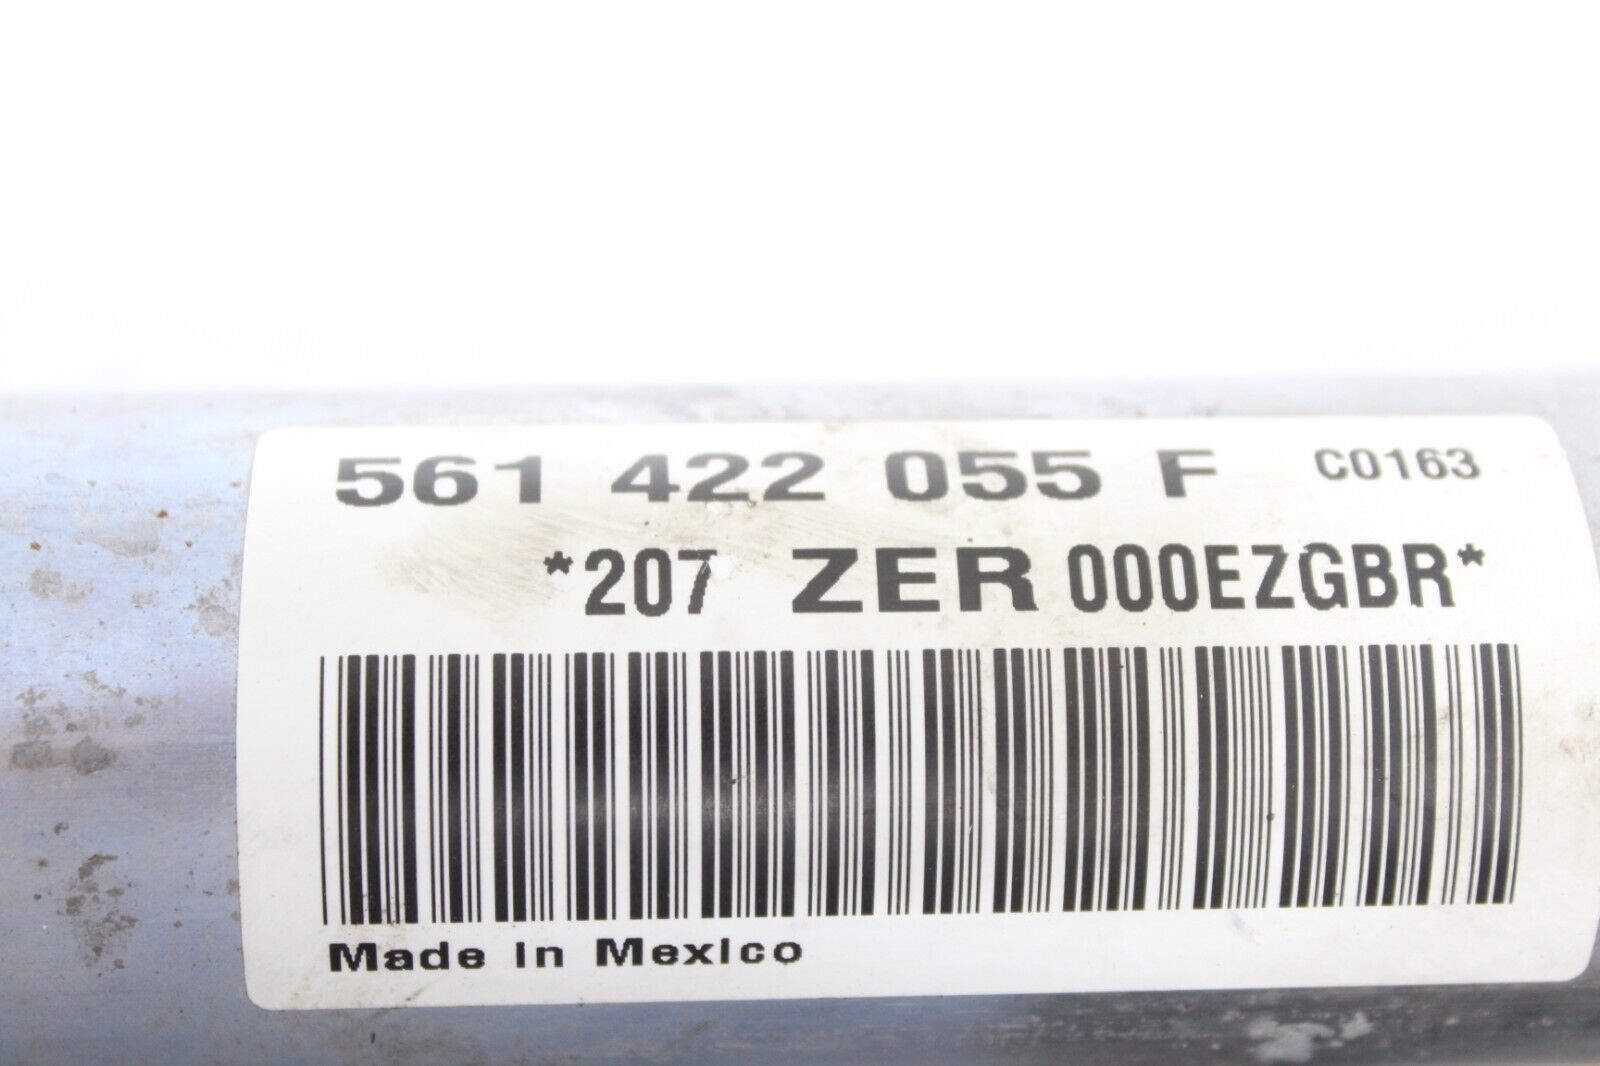 561 422 055 F C0163
*207 ZER 000EZGBR*
Made In Mexico